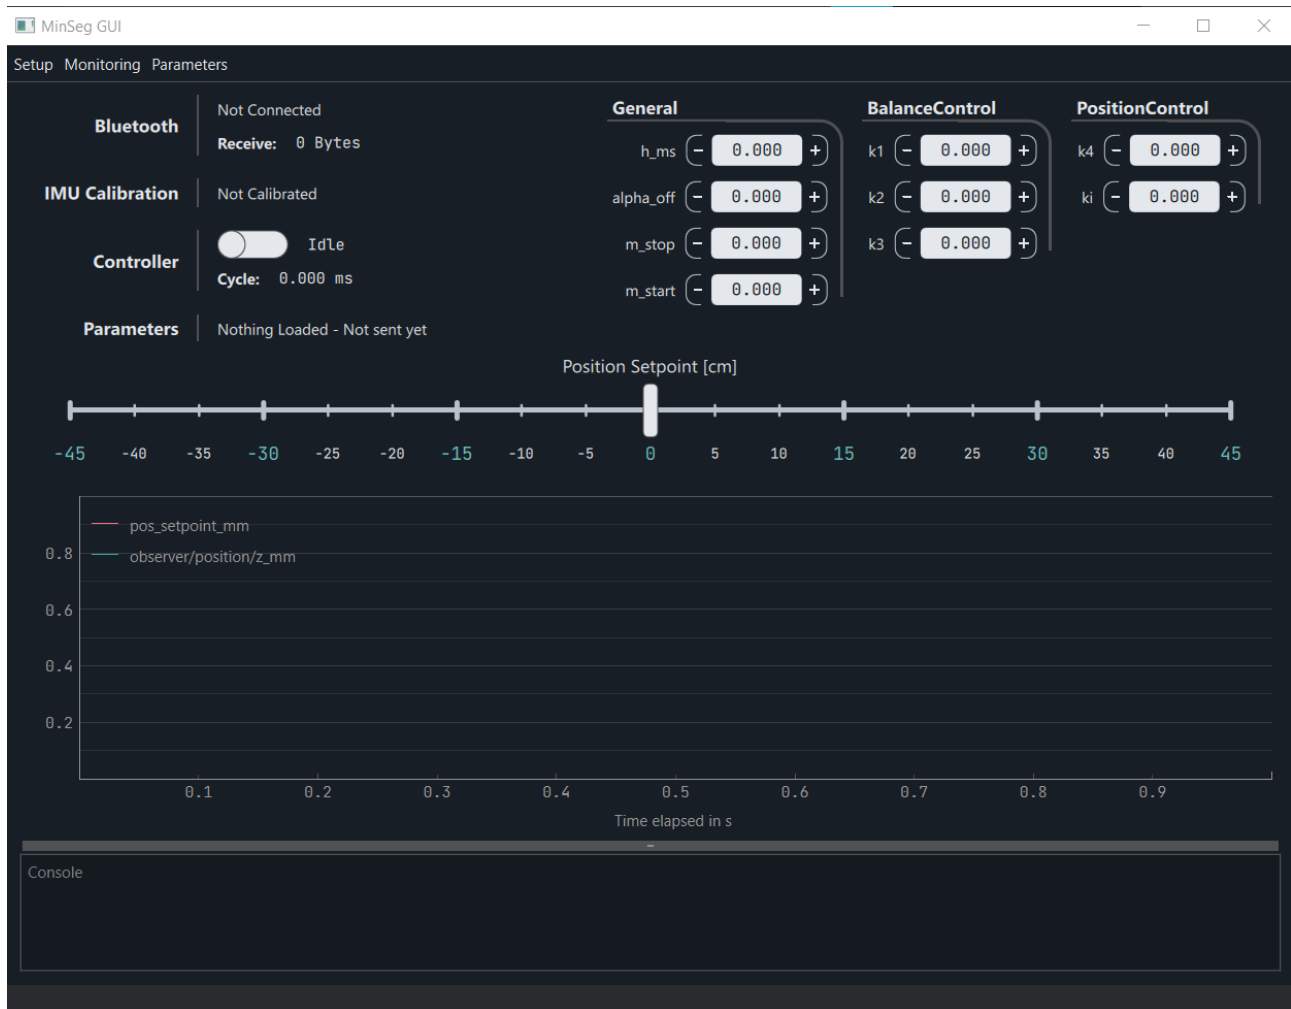 MinSeg GUI
Setup Monitoring Parameters
Bluetooth
Not Connected
Receive: 0 Bytes
IMU Calibration
Not Calibrated
Controller
Idle
Cycle: 0.000 ms
Parameters
Nothing Loaded - Not sent yet
General
h_ms - 0.000 +
alpha_off - 0.000 +
m_stop - 0.000 +
m_start - 0.000 +
BalanceControl
k1 - 0.000 +
k2 - 0.000 +
k3 - 0.000 +
PositionControl
k4 - 0.000 +
ki - 0.000 +
Position Setpoint [cm]
-45 -40 -35 -30 -25 -20 -15 -10 -5 0 5 10 15 20 25 30 35 40 45
pos_setpoint_mm
observer/position/z_mm
0.8
0.6
0.4
0.2
0.1 0.2 0.3 0.4 0.5 0.6 0.7 0.8 0.9
Time elapsed in s
Console